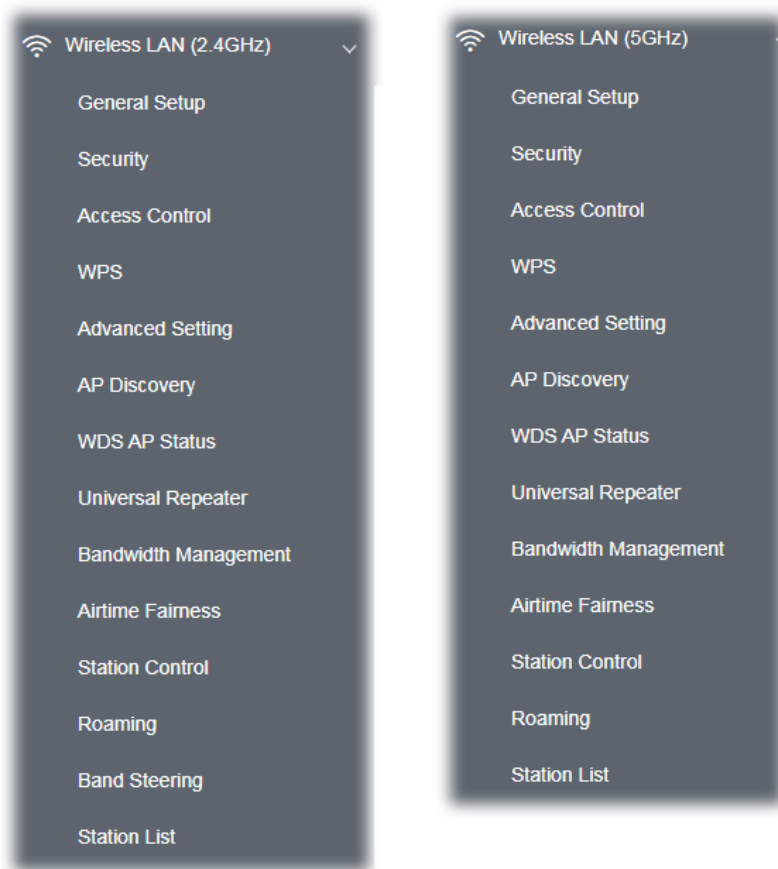 Wireless LAN (2.4GHz)
General Setup
Security
Access Control
WPS
Advanced Setting
AP Discovery
WDS AP Status
Universal Repeater
Bandwidth Management
Airtime Fairness
Station Control
Roaming
Band Steering
Station List
Wireless LAN (5GHz)
General Setup
Security
Access Control
WPS
Advanced Setting
AP Discovery
WDS AP Status
Universal Repeater
Bandwidth Management
Airtime Fairness
Station Control
Roaming
Station List